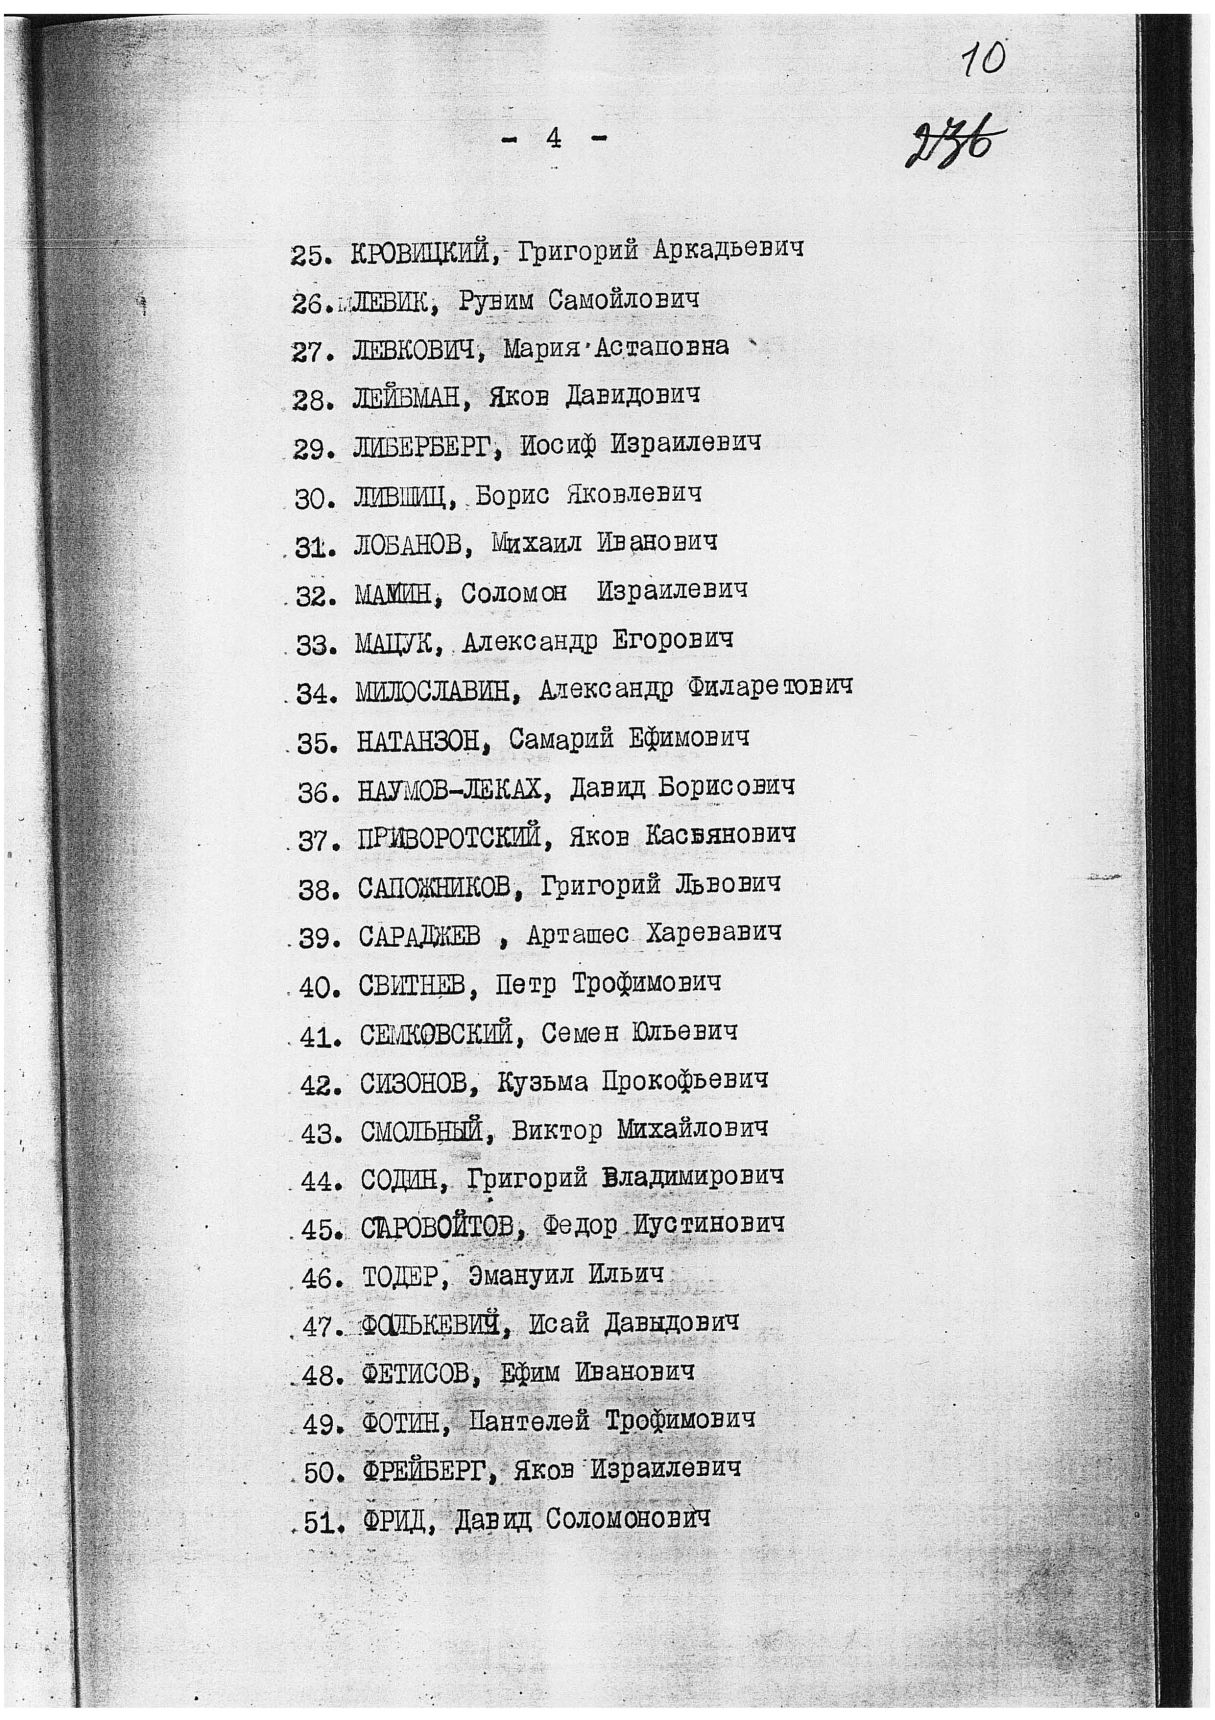 10
- 4 -
236
25. КРОВИЦКИЙ, Григорий Аркадьевич
26. ЛЕВИК, Рувим Самойлович
27. ЛЕВКОВИЧ, Мария Астаповна
28. ЛЕЙБМАН, Яков Давидович
29. ЛИБЕРБЕРГ, Иосиф Израилевич
30. ЛИВШИЦ, Борис Яковлевич
31. ЛОБАНОВ, Михаил Иванович
32. МАМИН, Соломон Израилевич
33. МАЦУК, Александр Егорович
34. МИЛОСЛАВИН, Александр Филаретович
35. НАТАНЗОН, Самарий Ефимович
36. НАУМОВ-ЛЕКАХ, Давид Борисович
37. ПРИВОРОТСКИЙ, Яков Касьянович
38. САПОЖНИКОВ, Григорий Львович
39. САРАДЖЕВ , Арташес Харевавич
40. СВИТНЕВ, Петр Трофимович
41. СЕМКОВСКИЙ, Семен Юльевич
42. СИЗОНОВ, Кузьма Прокофьевич
43. СМОЛЬНЫЙ, Виктор Михайлович
44. СОДИН, Григорий Владимирович
45. СТАРОВОЙТОВ, Федор Иустинович
46. ТОДЕР, Эмануил Ильич
47. ФАЛЬКЕВИЧ, Исай Давыдович
48. ФЕТИСОВ, Ефим Иванович
49. ФОТИН, Пантелей Трофимович
50. ФРЕЙБЕРГ, Яков Израилевич
51. ФРИД, Давид Соломонович